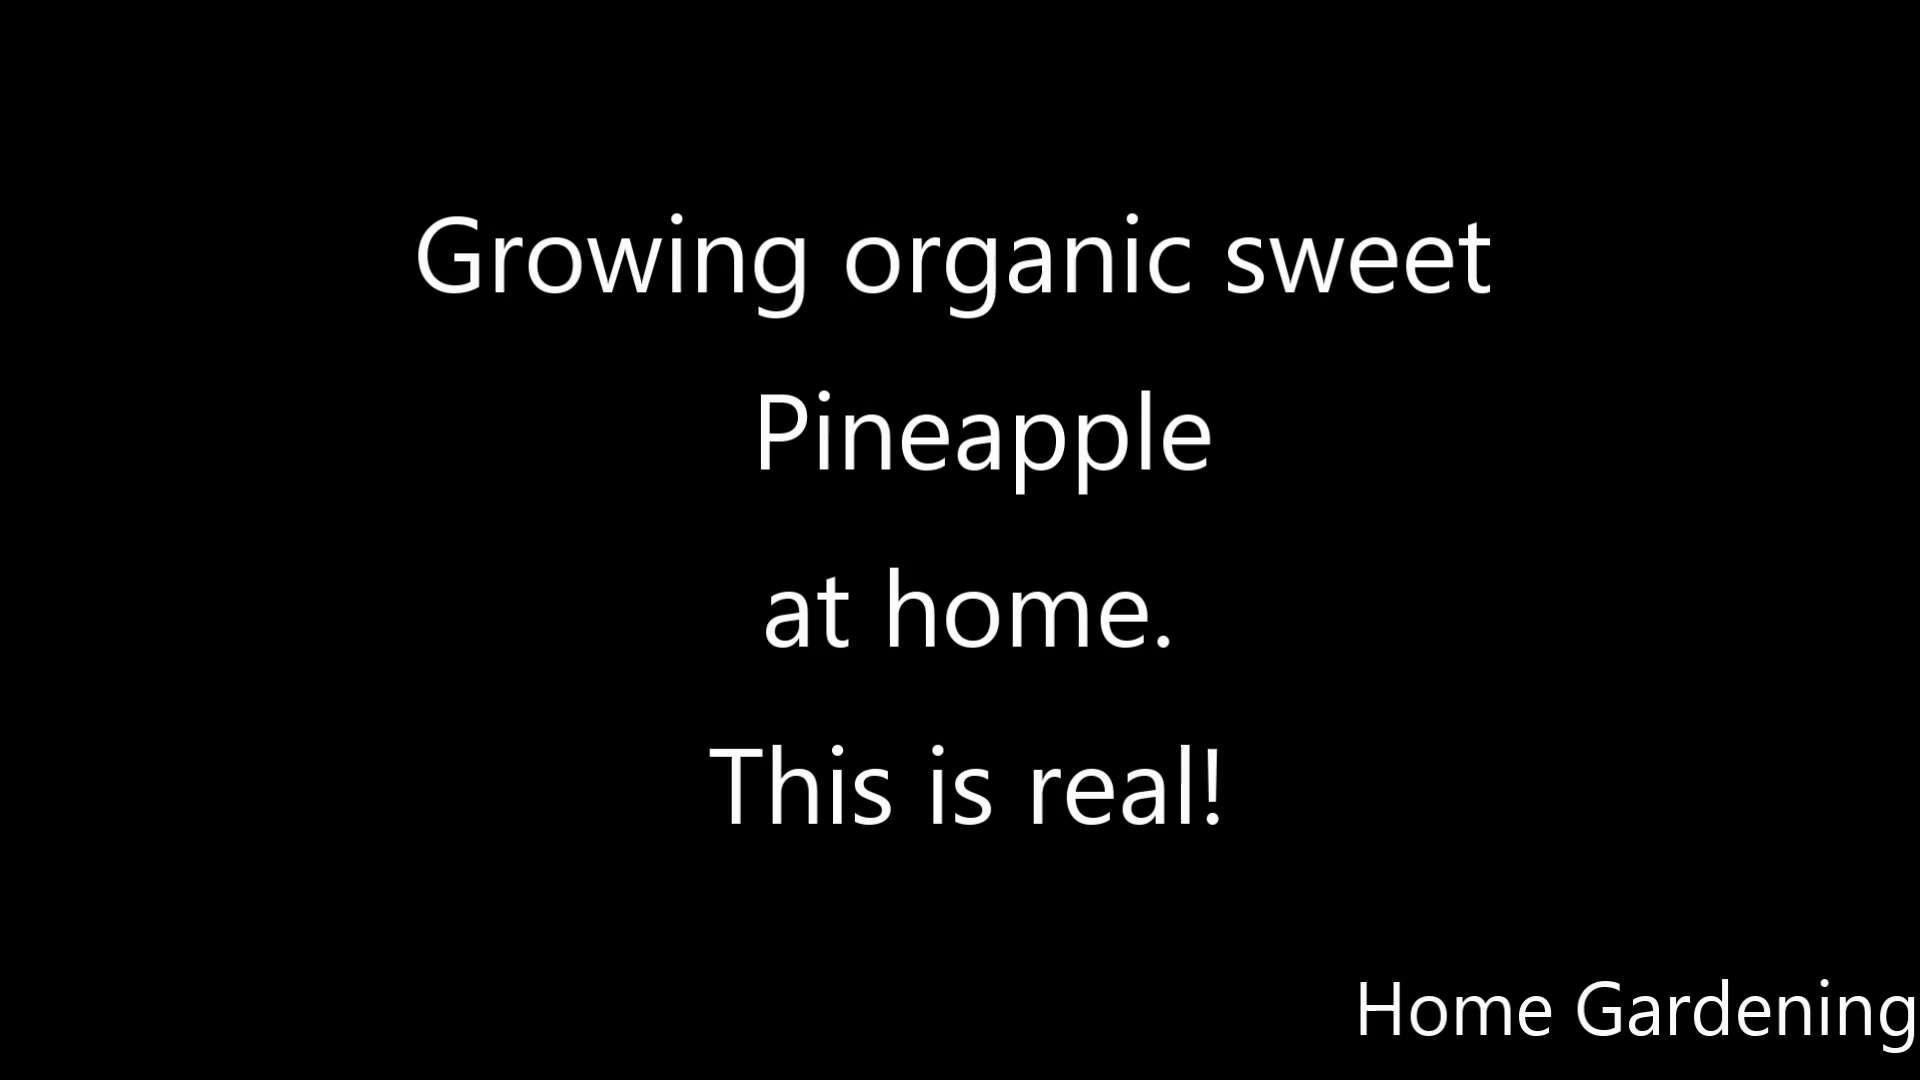 Growing organic sweet
Pineapple
at home.
This is real!
Home Gardening